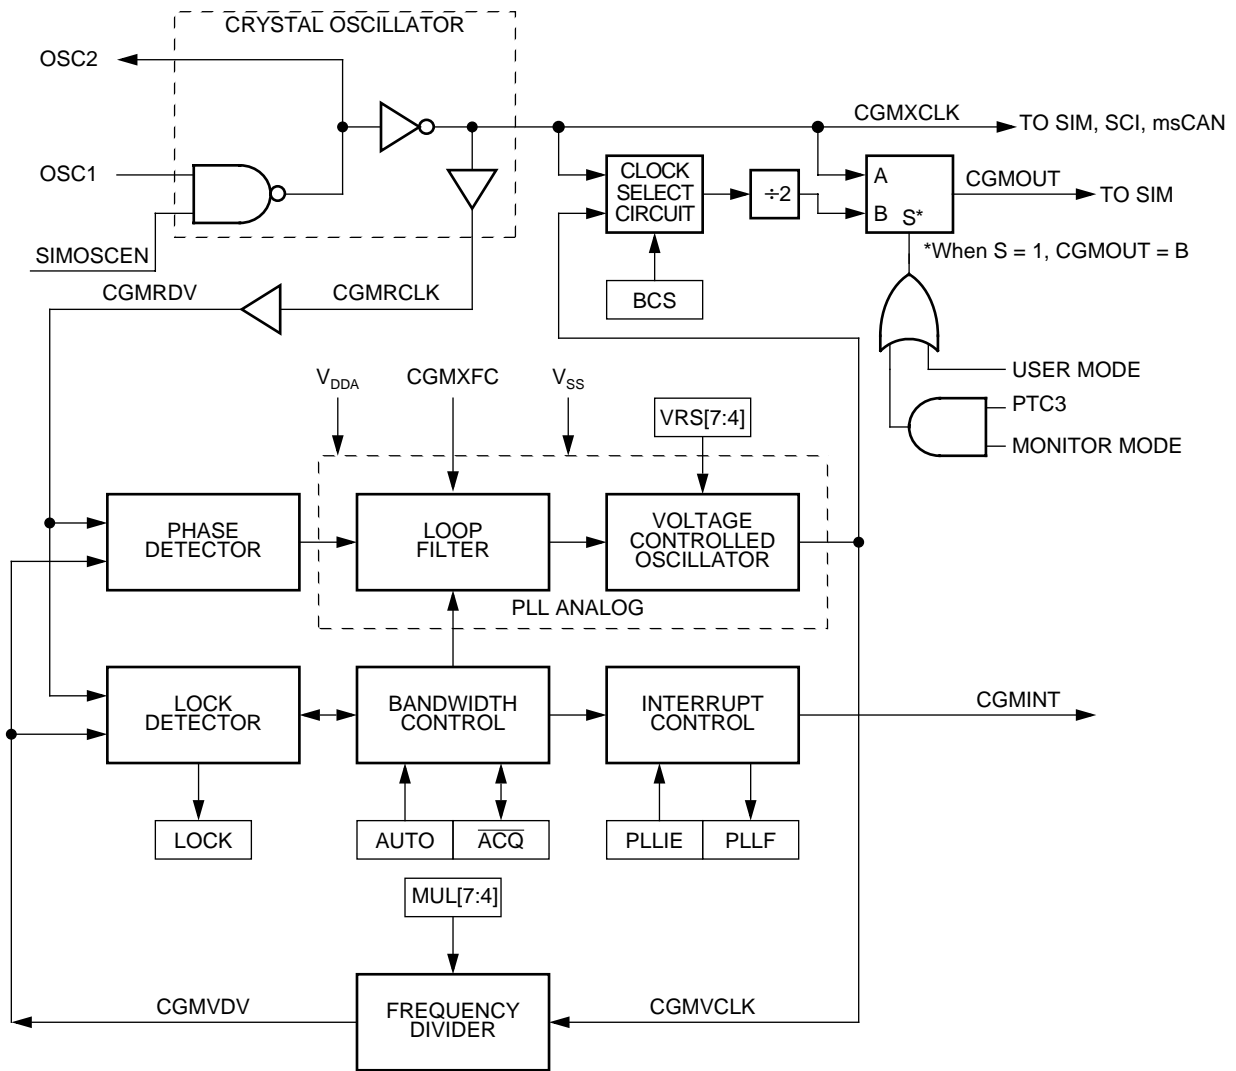 CRYSTAL OSCILLATOR
OSC2
CGMXCLK
TO SIM, SCI, msCAN
OSC1
CLOCK
SELECT
CIRCUIT
÷2
A
B
S*
CGMOUT
TO SIM
*When S = 1, CGMOUT = B
SIMOSCEN
CGMRDV
CGMRCLK
BCS
USER MODE
PTC3
MONITOR MODE
VDDA
CGMXFC
VSS
VRS[7:4]
PHASE
DETECTOR
LOOP
FILTER
VOLTAGE
CONTROLLED
OSCILLATOR
PLL ANALOG
LOCK
DETECTOR
BANDWIDTH
CONTROL
INTERRUPT
CONTROL
CGMINT
LOCK
AUTO
ACQ
PLLIE
PLLF
MUL[7:4]
CGMVDV
FREQUENCY
DIVIDER
CGMVCLK